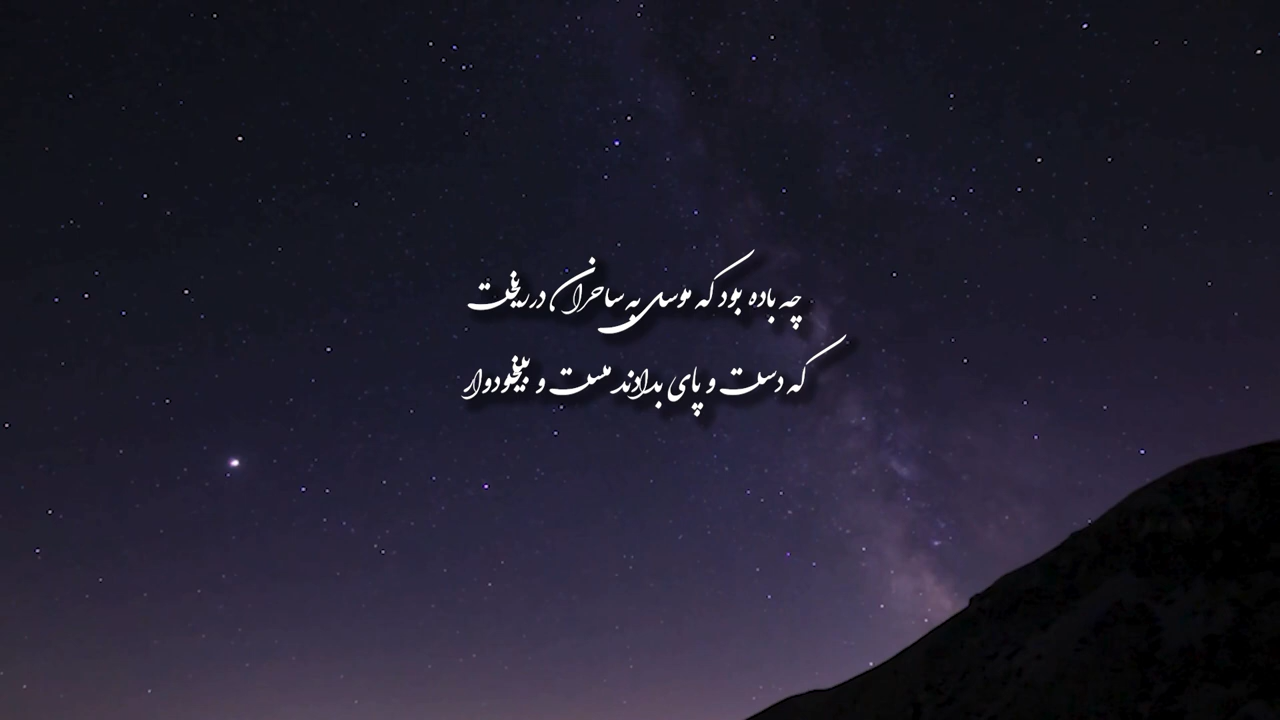 چه باده بود که موسی به ساحران درریخت
که دست و پای بدادند مست و بیخودوار